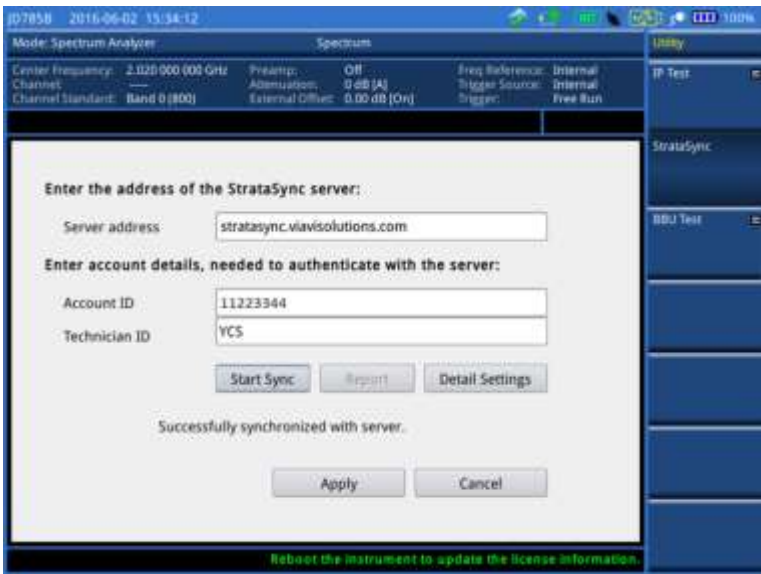 JD785B 2016-06-02 15:34:12 100%
Mode: Spectrum Analyzer Spectrum Utility
Center Frequency: 2.020 000 000 GHz Preamp: Off Freq Reference: Internal
Channel: ---- Attenuation: 0 dB [A] Trigger Source: Internal
Channel Standard: Band 0 (800) External Offset: 0.00 dB [On] Trigger: Free Run
IP Test
StrataSync
BBU Test
Enter the address of the StrataSync server:
Server address stratasync.viavisolutions.com
Enter account details, needed to authenticate with the server:
Account ID 11223344
Technician ID YCS
Start Sync Report Detail Settings
Successfully synchronized with server.
Apply Cancel
Reboot the instrument to update the license information.